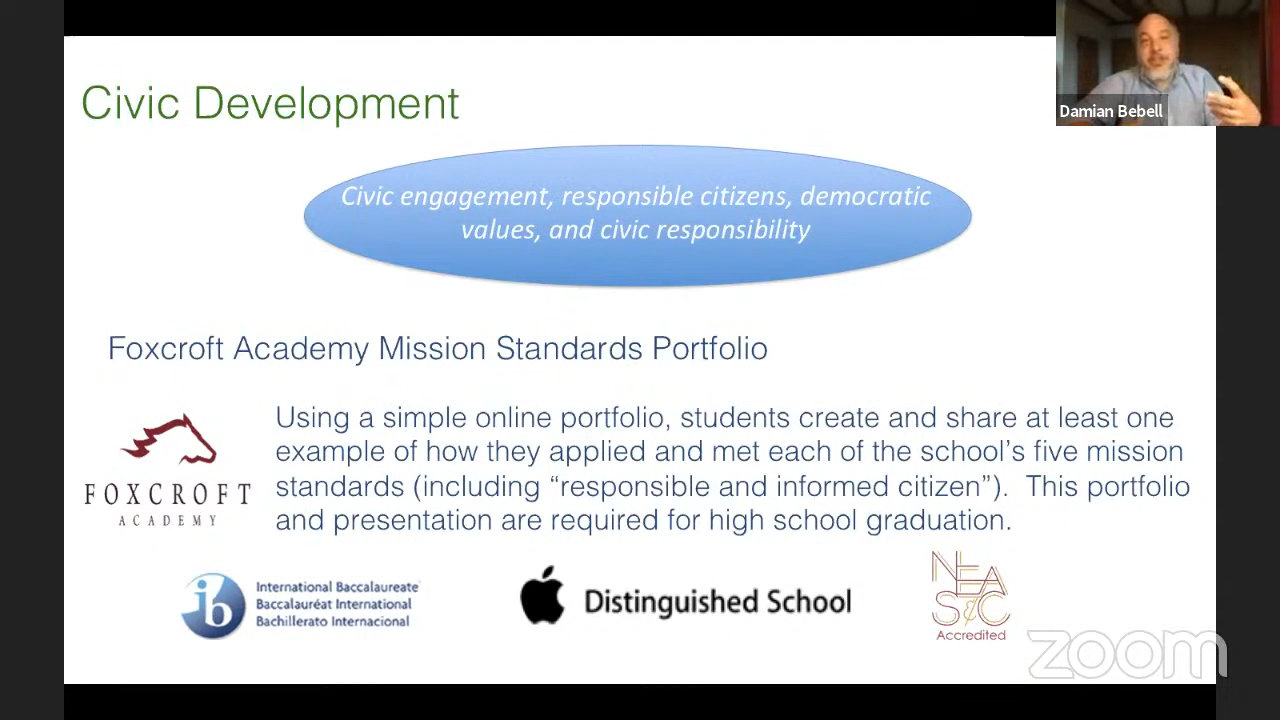 Civic Development
Damian Bebell
Civic engagement, responsible citizens, democratic
values, and civic responsibility
Foxcroft Academy Mission Standards Portfolio
Using a simple online portfolio, students create and share at least one
example of how they applied and met each of the school's five mission
standards (including “responsible and informed citizen”).  This portfolio
and presentation are required for high school graduation.
FOXCROFT
ACADEMY
ib
International Baccalaureate
Baccalauréat International
Bachillerato Internacional
Distinguished School
NEA
S&C
Accredited
zoom